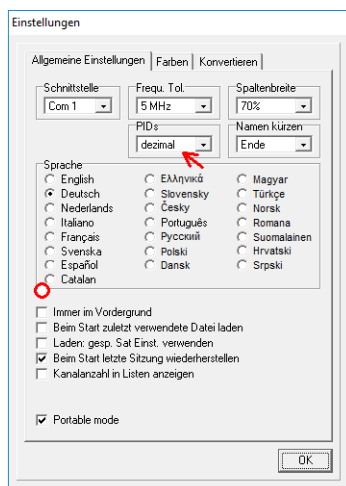 Einstellungen
Allgemeine Einstellungen Farben Konvertieren
Schnittstelle Frequ. Tol. Spaltenbreite
Com 1 5 MHz 70%
PIDs Namen kürzen
dezimal Ende
Sprache
English Ελληνικά Magyar
Deutsch Slovensky Türkçe
Nederlands Česky Norsk
Italiano Português Romana
Français Русский Suomalainen
Svenska Polski Hrvatski
Español Dansk Srpski
Catalan
Immer im Vordergrund
Beim Start zuletzt verwendete Datei laden
Laden: gesp. Sat Einst. verwenden
Beim Start letzte Sitzung wiederherstellen
Kanalanzahl in Listen anzeigen
Portable mode
OK